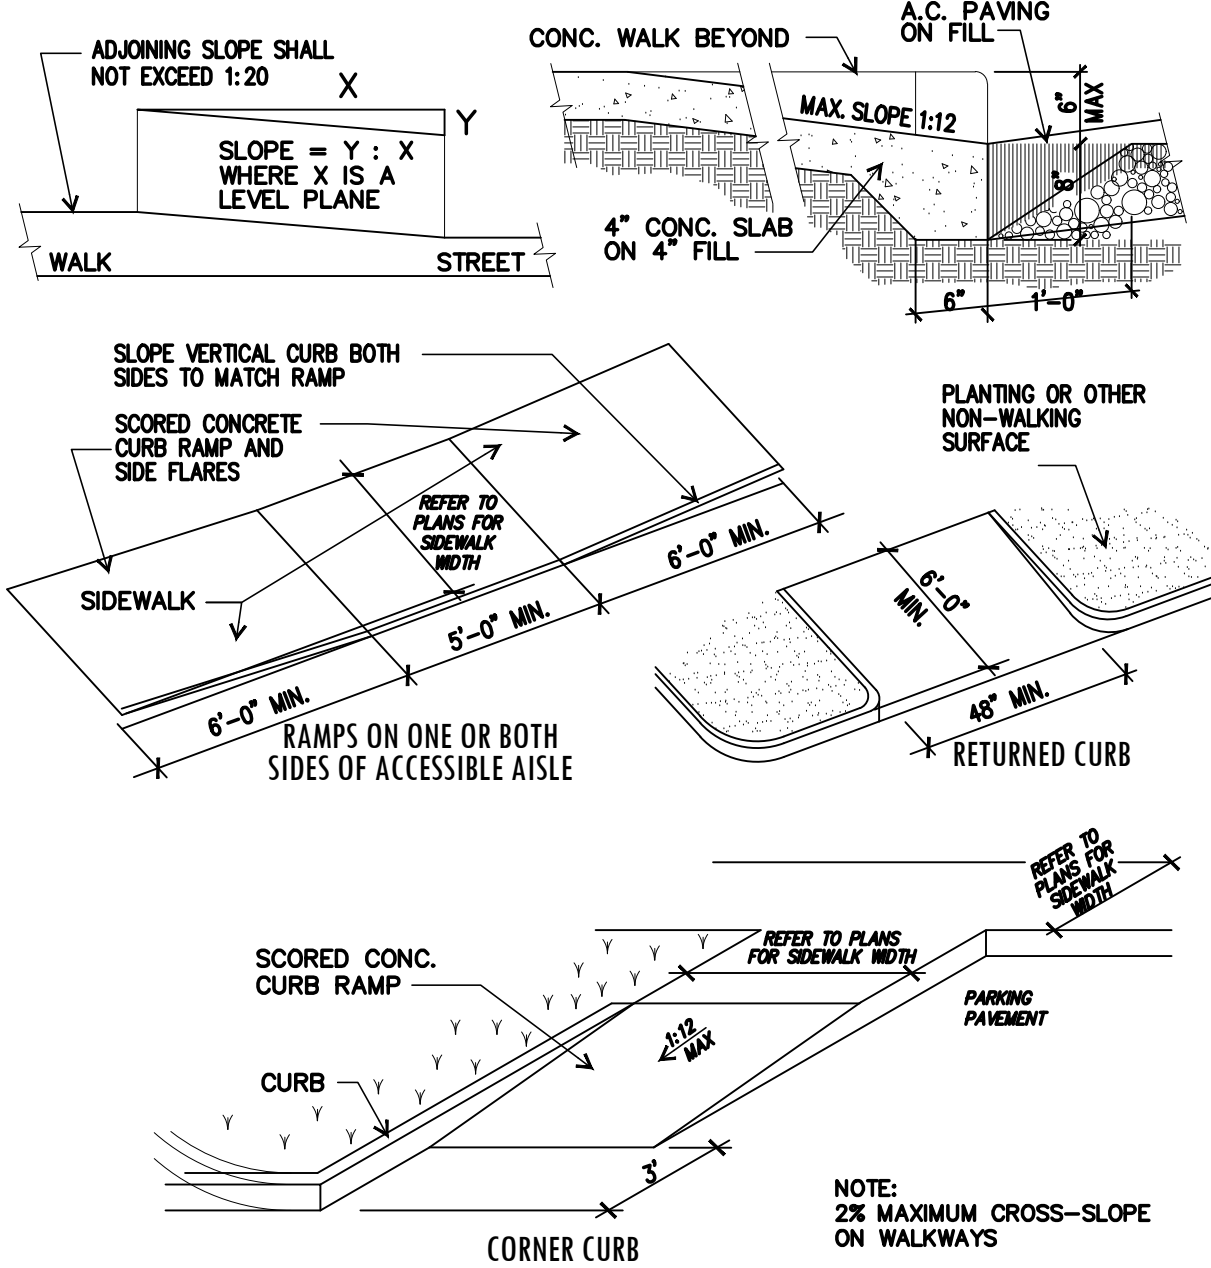 ADJOINING SLOPE SHALL
NOT EXCEED 1:20
X
Y
SLOPE = Y : X
WHERE X IS A
LEVEL PLANE
WALK
STREET
CONC. WALK BEYOND
A.C. PAVING
ON FILL
MAX. SLOPE 1:12
6"
MAX
8"
4" CONC. SLAB
ON 4" FILL
6"
1'-0"
SLOPE VERTICAL CURB BOTH
SIDES TO MATCH RAMP
SCORED CONCRETE
CURB RAMP AND
SIDE FLARES
REFER TO
PLANS FOR
SIDEWALK
WIDTH
SIDEWALK
6'-0" MIN.
5'-0" MIN.
6'-0" MIN.
RAMPS ON ONE OR BOTH
SIDES OF ACCESSIBLE AISLE
PLANTING OR OTHER
NON-WALKING
SURFACE
6'-0"
MIN.
48" MIN.
RETURNED CURB
REFER TO
PLANS FOR
SIDEWALK
WIDTH
REFER TO PLANS
FOR SIDEWALK WIDTH
SCORED CONC.
CURB RAMP
PARKING
PAVEMENT
1:12
MAX
CURB
3'
CORNER CURB
NOTE:
2% MAXIMUM CROSS-SLOPE
ON WALKWAYS